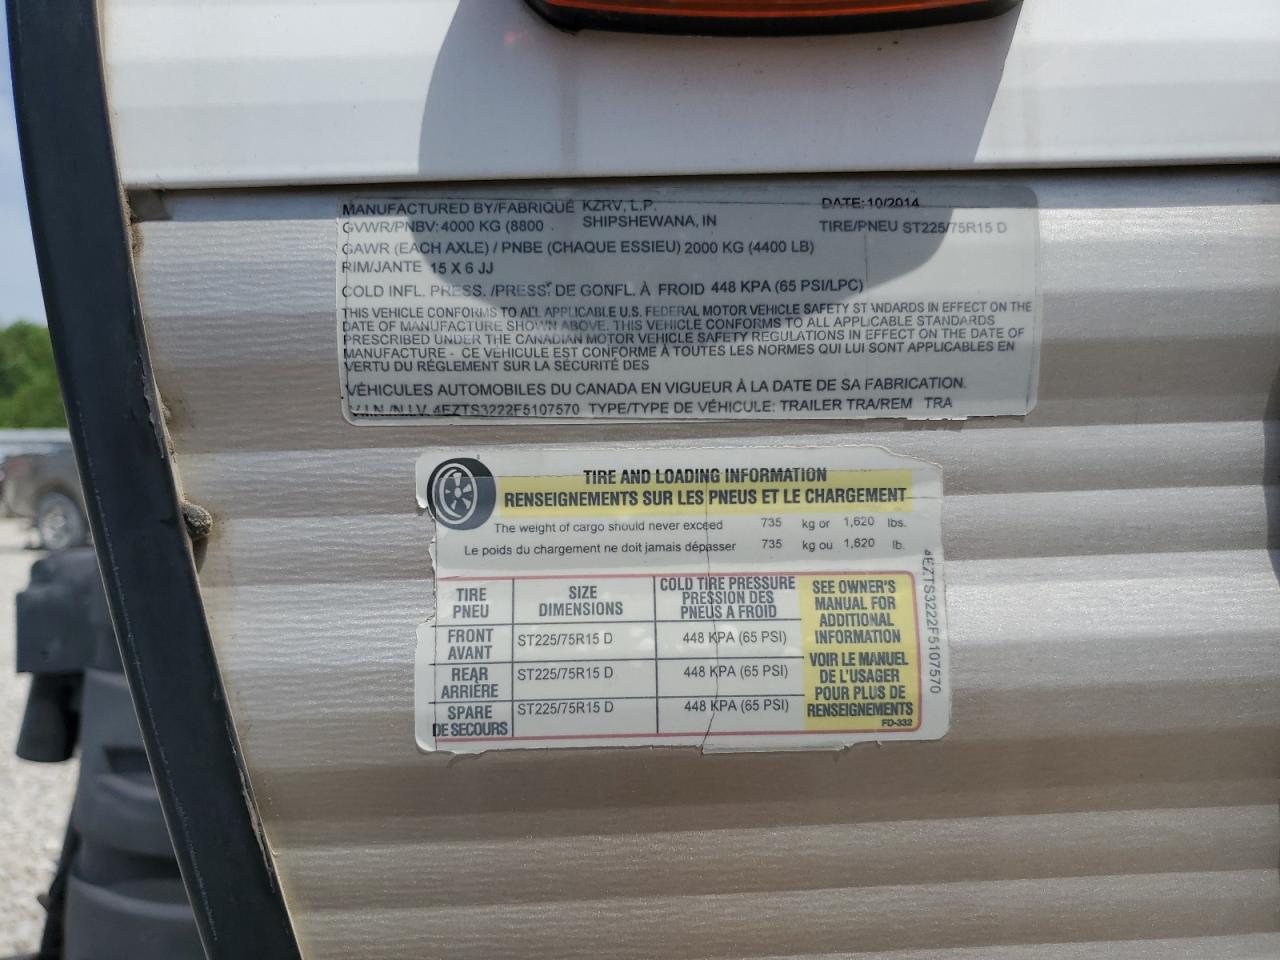 MANUFACTURED BY/FABRIQUÉ KZRV, L.P. DATE: 10/2014
SHIPSHEWANA, IN
GVWR/PNBV: 4000 KG (8800 TIRE/PNEU ST225/75R15 D
GAWR (EACH AXLE) / PNBE (CHAQUE ESSIEU) 2000 KG (4400 LB)
RIM/JANTE 15 X 6 JJ
COLD INFL. PRESS. /PRESS. DE GONFL. À FROID 448 KPA (65 PSI/LPC)
THIS VEHICLE CONFORMS TO ALL APPLICABLE U.S. FEDERAL MOTOR VEHICLE SAFETY STANDARDS IN EFFECT ON THE
DATE OF MANUFACTURE SHOWN ABOVE. THIS VEHICLE CONFORMS TO ALL APPLICABLE STANDARDS
PRESCRIBED UNDER THE CANADIAN MOTOR VEHICLE SAFETY REGULATIONS IN EFFECT ON THE DATE OF
MANUFACTURE - CE VÉHICULE EST CONFORME À TOUTES LES NORMES QUI LUI SONT APPLICABLES EN
VERTU DU RÉGLEMENT SUR LA SÉCURITÉ DES
VÉHICULES AUTOMOBILES DU CANADA EN VIGUEUR À LA DATE DE SA FABRICATION.
V.I.N./N.I.V. 4EZTS3222F5107570 TYPE/TYPE DE VÉHICULE: TRAILER TRA/REM TRA
TIRE AND LOADING INFORMATION
RENSEIGNEMENTS SUR LES PNEUS ET LE CHARGEMENT
The weight of cargo should never exceed 735 kg or 1,620 lbs.
Le poids du chargement ne doit jamais dépasser 735 kg ou 1,620 lb.
TIRE
PNEU
SIZE
DIMENSIONS
COLD TIRE PRESSURE
PRESSION DES
PNEUS A FROID
FRONT
AVANT
ST225/75R15 D
448 KPA (65 PSI)
REAR
ARRIÈRE
ST225/75R15 D
448 KPA (65 PSI)
SPARE
DE SECOURS
ST225/75R15 D
448 KPA (65 PSI)
SEE OWNER'S
MANUAL FOR
ADDITIONAL
INFORMATION
VOIR LE MANUEL
DE L'USAGER
POUR PLUS DE
RENSEIGNEMENTS
FD-332
4EZTS3222F5107570